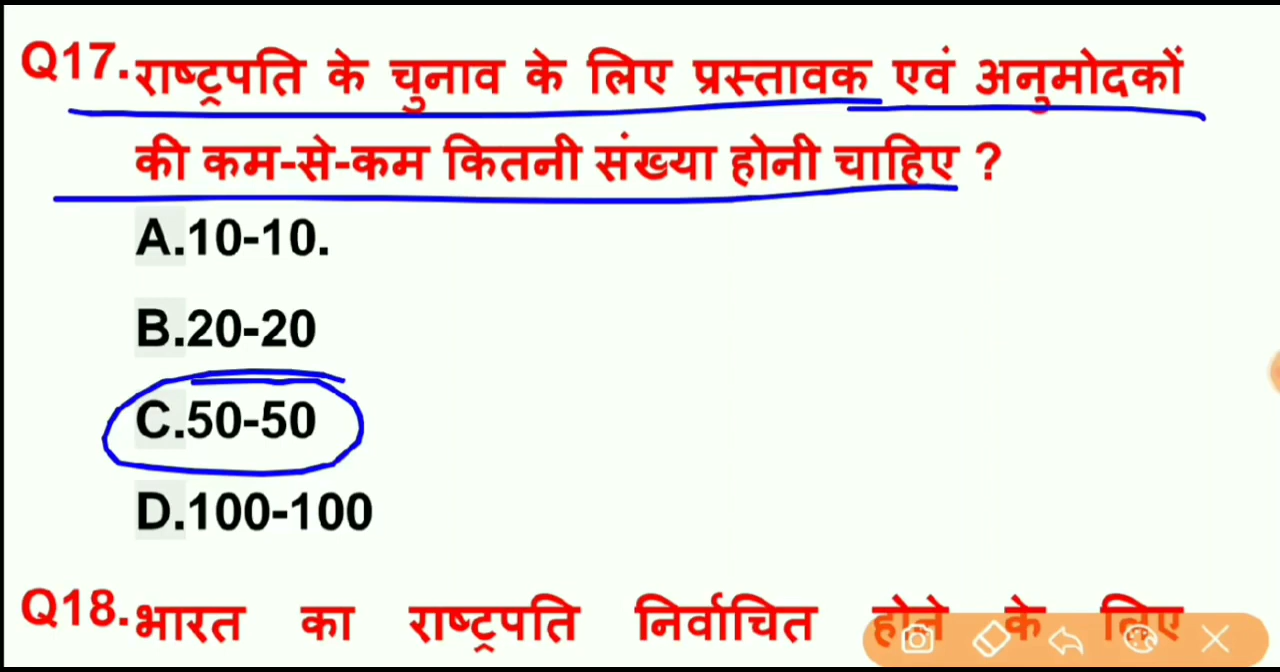 Q17. राष्ट्रपति के चुनाव के लिए प्रस्तावक एवं अनुमोदकों
की कम-से-कम कितनी संख्या होनी चाहिए ?
A.10-10.
B.20-20
C.50-50
D.100-100
Q18. भारत का राष्ट्रपति निर्वाचित होने के लिए